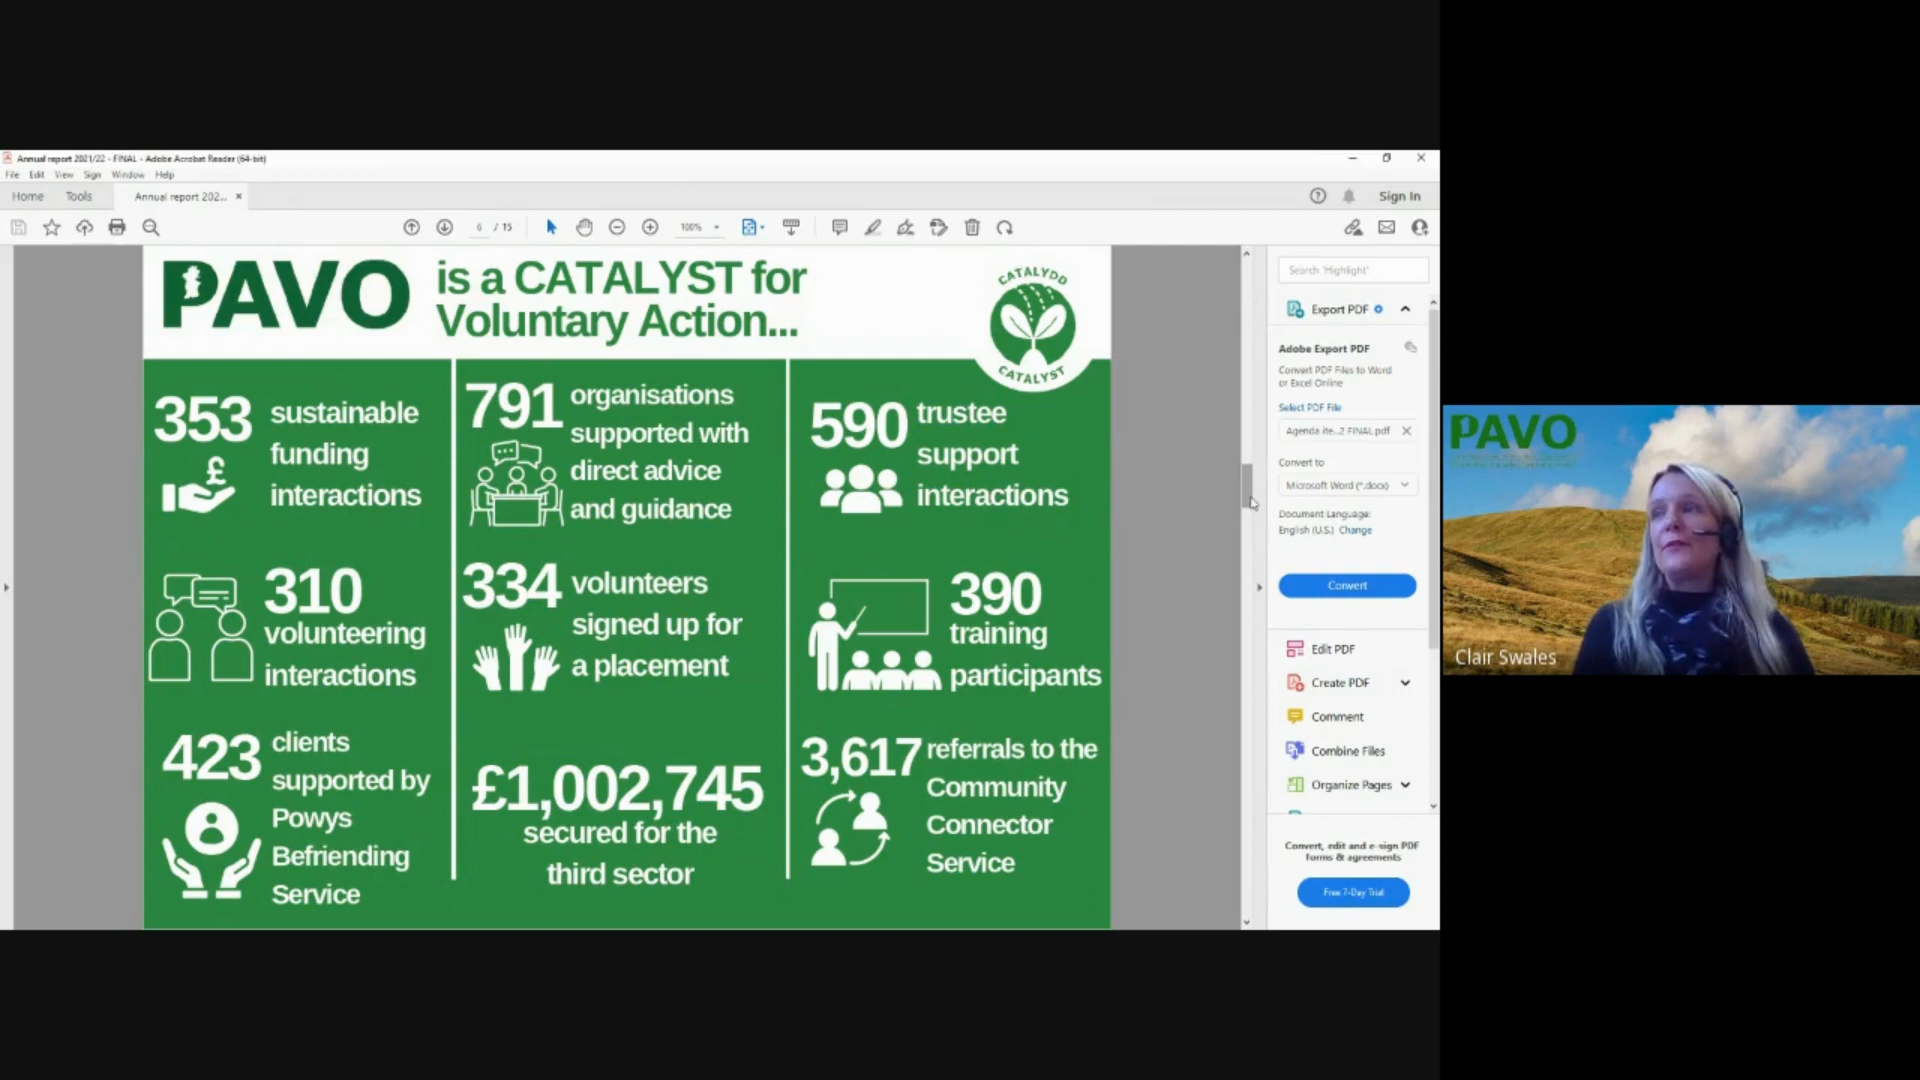 Annual report 2021/22 - FINAL - Adobe Acrobat Reader (64-bit)
File Edit View Sign Window Help
Home Tools Annual report 202... ×
Sign In
6 / 15 100%
PAVO
is a CATALYST for
Voluntary Action...
CATALYDD
CATALYST
353 sustainable
funding
interactions
791 organisations
supported with
direct advice
and guidance
590 trustee
support
interactions
310
volunteering
interactions
334 volunteers
signed up for
a placement
390
training
participants
423 clients
supported by
Powys
Befriending
Service
£1,002,745
secured for the
third sector
3,617 referrals to the
Community
Connector
Service
Search 'Highlight'
Export PDF
Adobe Export PDF
Convert PDF Files to Word
or Excel Online
Select PDF File
Agenda ite...2 FINAL.pdf
Convert to
Microsoft Word (*.docx)
Document Language:
English (U.S.) Change
Convert
Edit PDF
Create PDF
Comment
Combine Files
Organize Pages
Convert, edit and e-sign PDF
forms & agreements
Free 7-Day Trial
PAVO
Clair Swales